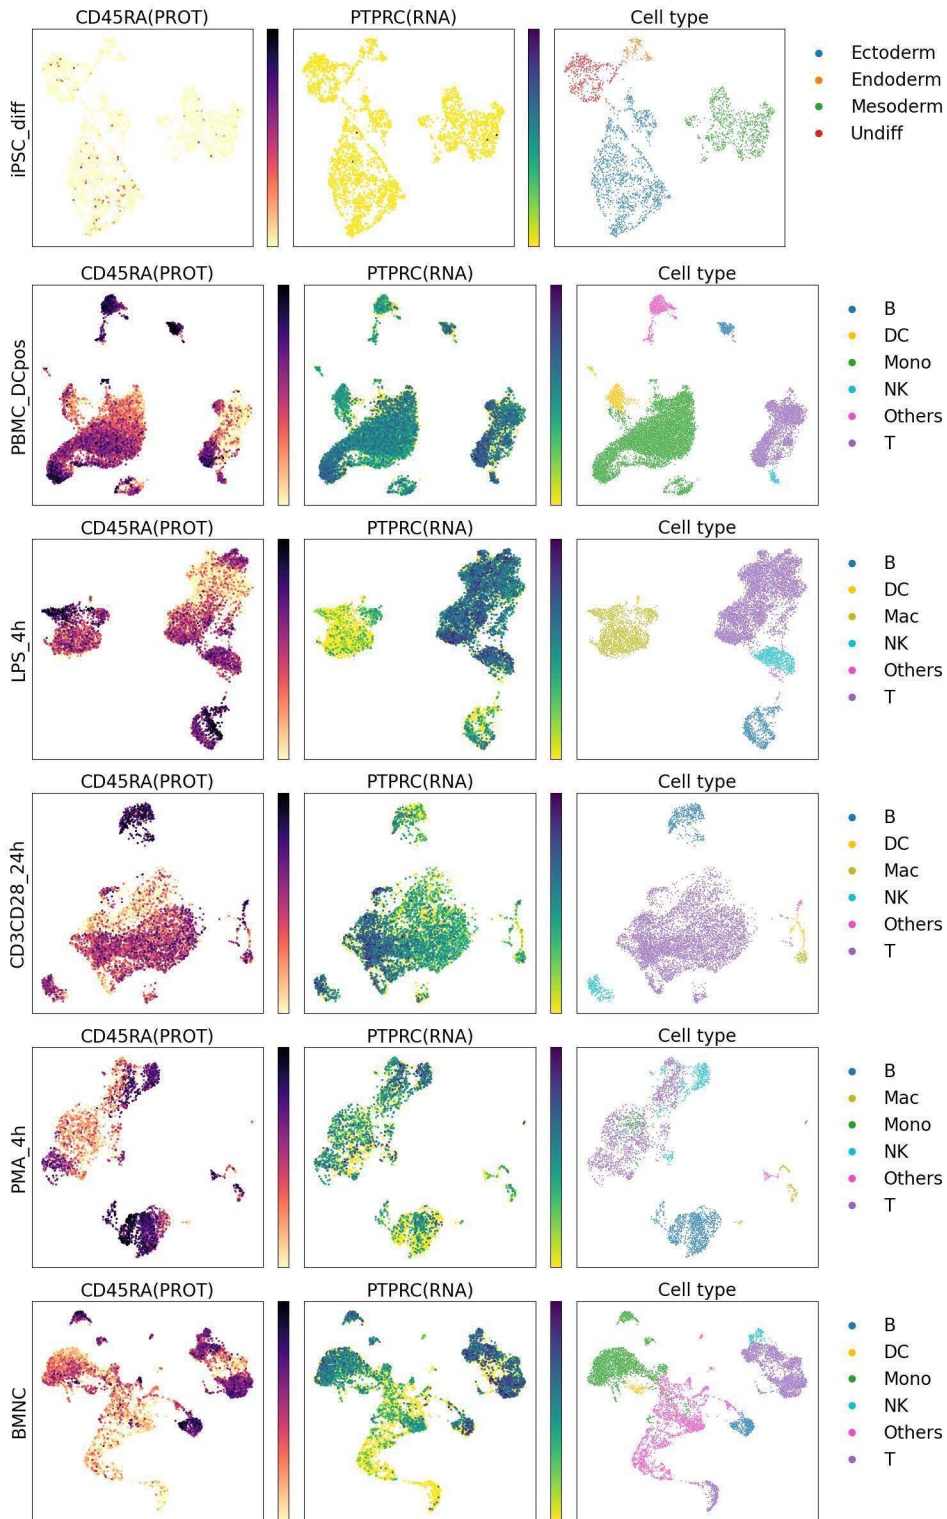 CD45RA(PROT) PTPRC(RNA) Cell type
iPSC_diff
Ectoderm
Endoderm
Mesoderm
Undiff
CD45RA(PROT) PTPRC(RNA) Cell type
PBMC_DCpos
B
DC
Mono
NK
Others
T
CD45RA(PROT) PTPRC(RNA) Cell type
LPS_4h
B
DC
Mac
NK
Others
T
CD45RA(PROT) PTPRC(RNA) Cell type
CD3CD28_24h
B
DC
Mac
NK
Others
T
CD45RA(PROT) PTPRC(RNA) Cell type
PMA_4h
B
Mac
Mono
NK
Others
T
CD45RA(PROT) PTPRC(RNA) Cell type
BMNC
B
DC
Mono
NK
Others
T